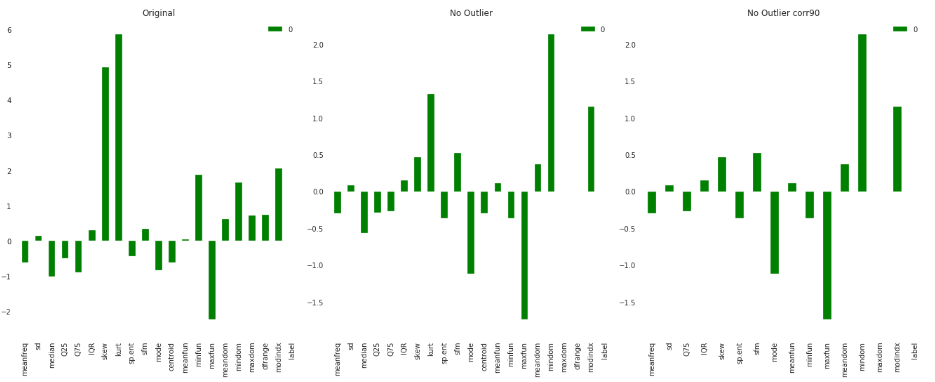 Original
0
6
5
4
3
2
1
0
−1
−2
meanfreq
sd
median
Q25
Q75
IQR
skew
kurt
sp.ent
sfm
mode
centroid
meanfun
minfun
maxfun
meandom
mindom
maxdom
dfrange
modindx
label
No Outlier
0
2.0
1.5
1.0
0.5
0.0
−0.5
−1.0
−1.5
meanfreq
sd
median
Q25
Q75
IQR
skew
kurt
sp.ent
sfm
mode
centroid
meanfun
minfun
maxfun
meandom
mindom
maxdom
dfrange
modindx
label
No Outlier corr90
0
2.0
1.5
1.0
0.5
0.0
−0.5
−1.0
−1.5
meanfreq
sd
Q75
IQR
skew
sp.ent
sfm
mode
meanfun
minfun
maxfun
meandom
mindom
maxdom
modindx
label